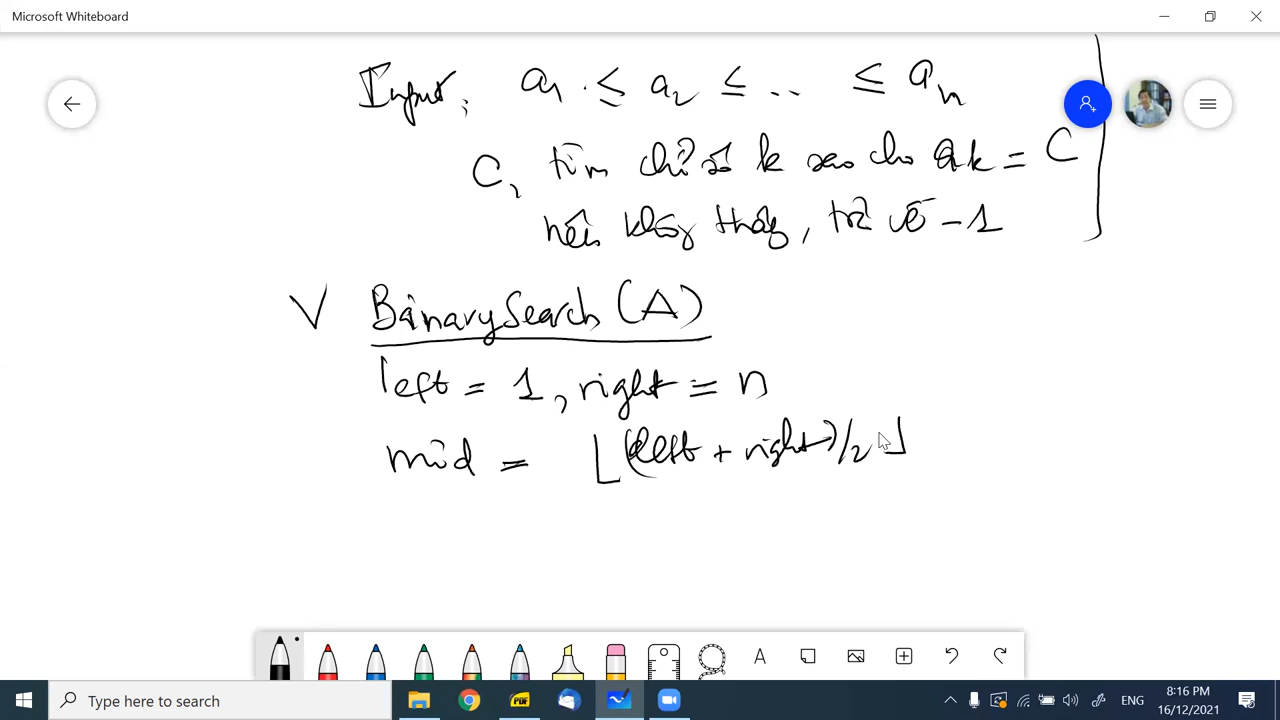 Microsoft Whiteboard
Input: a1 ≤ a2 ≤ .. ≤ an
C, tìm chỉ số k sao cho ak = C
nếu không thấy, trả về -1
V BinarySearch (A)
left = 1, right = n
mid = ⌊(left + right)/2⌋
A
PDF
Type here to search
ENG
8:16 PM
16/12/2021